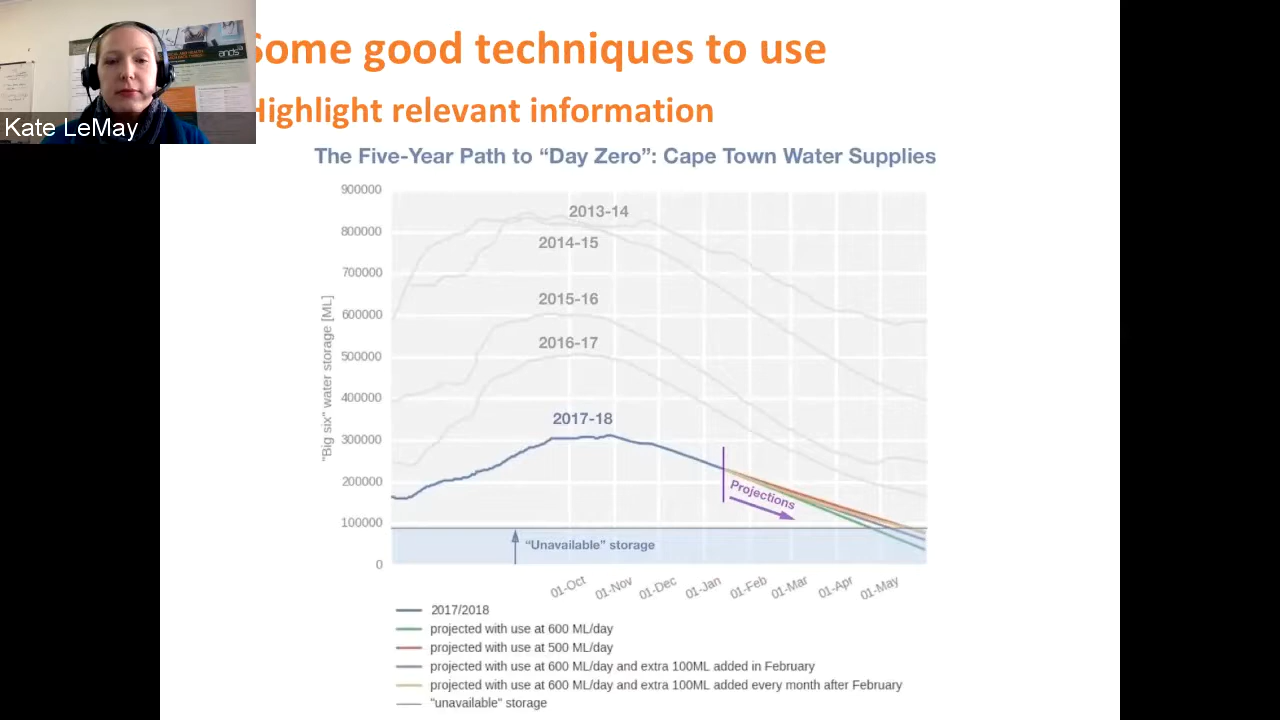 Some good techniques to use
Highlight relevant information
ands
Kate LeMay
The Five-Year Path to “Day Zero”: Cape Town Water Supplies
"Big six" water storage [ML]
900000
800000
700000
600000
500000
400000
300000
200000
100000
0
2013-14
2014-15
2015-16
2016-17
2017-18
Projections
“Unavailable” storage
01-Oct
01-Nov
01-Dec
01-Jan
01-Feb
01-Mar
01-Apr
01-May
2017/2018
projected with use at 600 ML/day
projected with use at 500 ML/day
projected with use at 600 ML/day and extra 100ML added in February
projected with use at 600 ML/day and extra 100ML added every month after February
"unavailable" storage